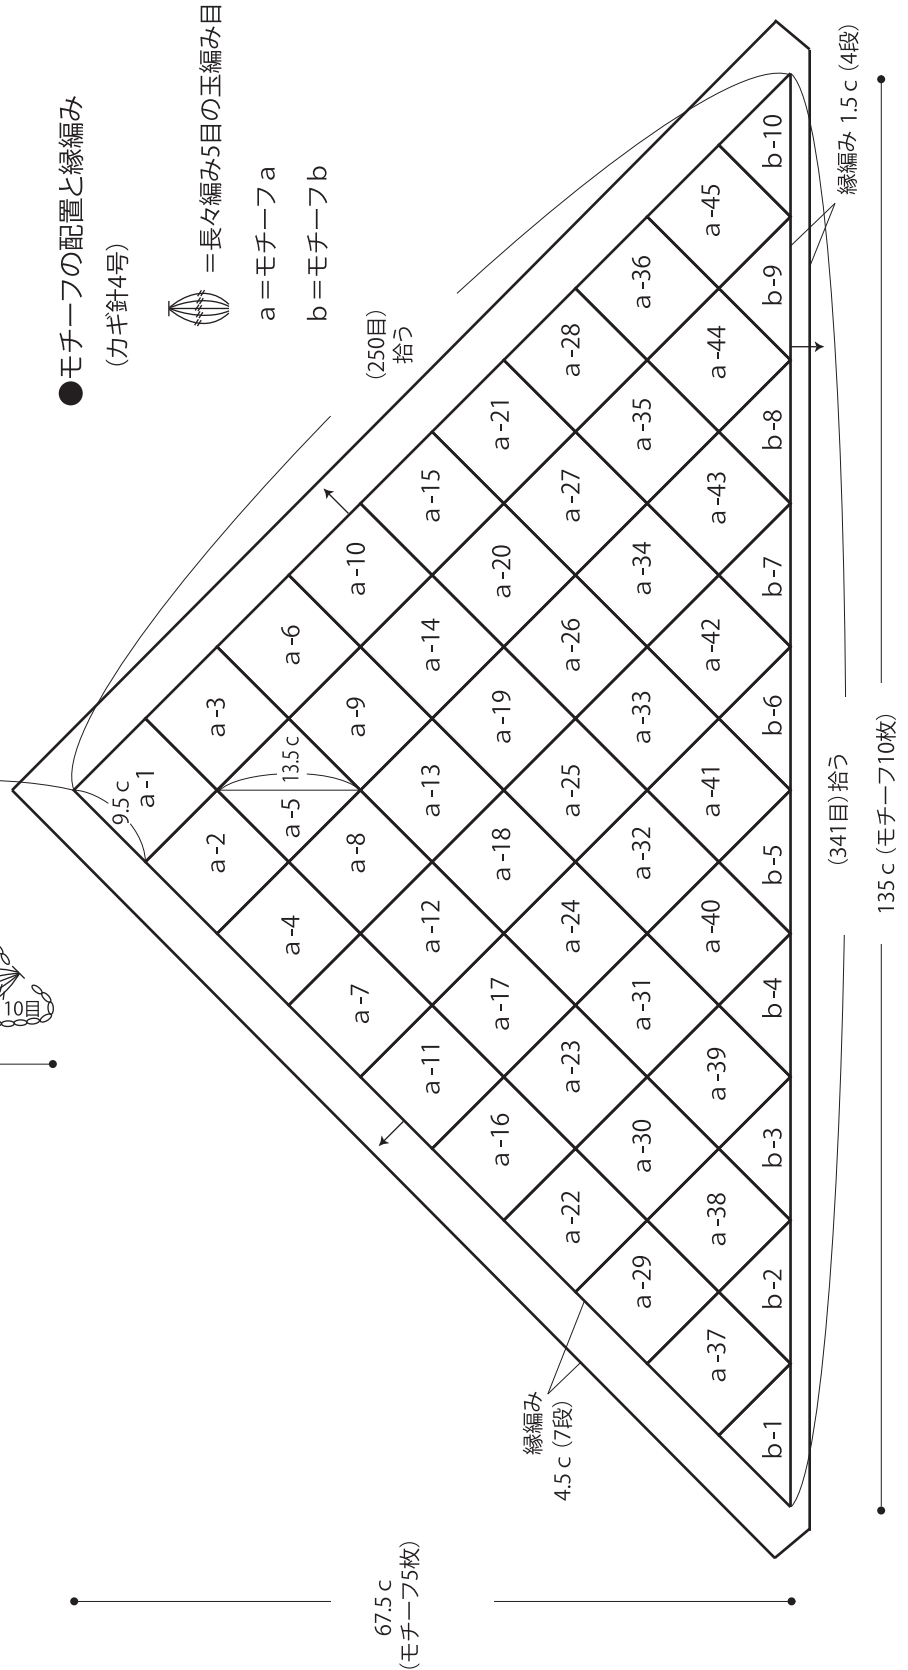 ●モチーフの配置と縁編み
(カギ針4号)
=長々編み5目の玉編み目
a=モチーフa
b=モチーフb
10目
(250目)
拾う
9.5c
13.5c
a-1
a-2
a-3
a-4
a-5
a-6
a-7
a-8
a-9
a-10
a-11
a-12
a-13
a-14
a-15
a-16
a-17
a-18
a-19
a-20
a-21
a-22
a-23
a-24
a-25
a-26
a-27
a-28
a-29
a-30
a-31
a-32
a-33
a-34
a-35
a-36
a-37
a-38
a-39
a-40
a-41
a-42
a-43
a-44
a-45
b-1
b-2
b-3
b-4
b-5
b-6
b-7
b-8
b-9
b-10
縁編み
4.5c(7段)
縁編み 1.5c(4段)
(341目)拾う
135c(モチーフ10枚)
67.5c
(モチーフ5枚)